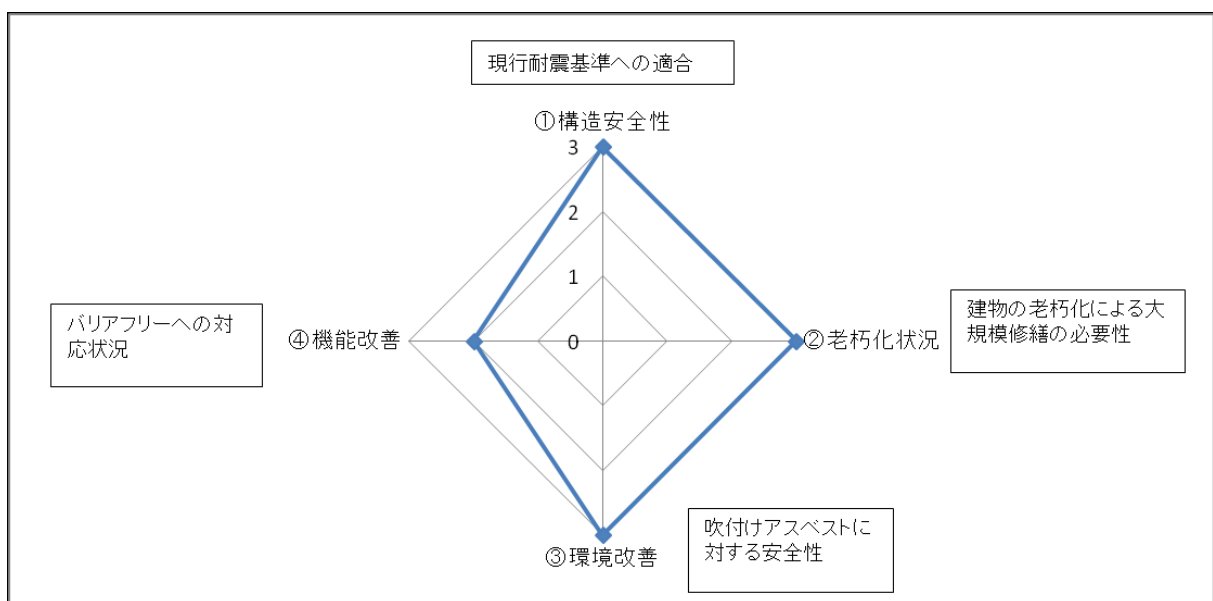 現行耐震基準への適合
①構造安全性
3
2
1
0
バリアフリーへの対
応状況
④機能改善
②老朽化状況
建物の老朽化による大
規模修繕の必要性
吹付けアスベストに
対する安全性
③環境改善